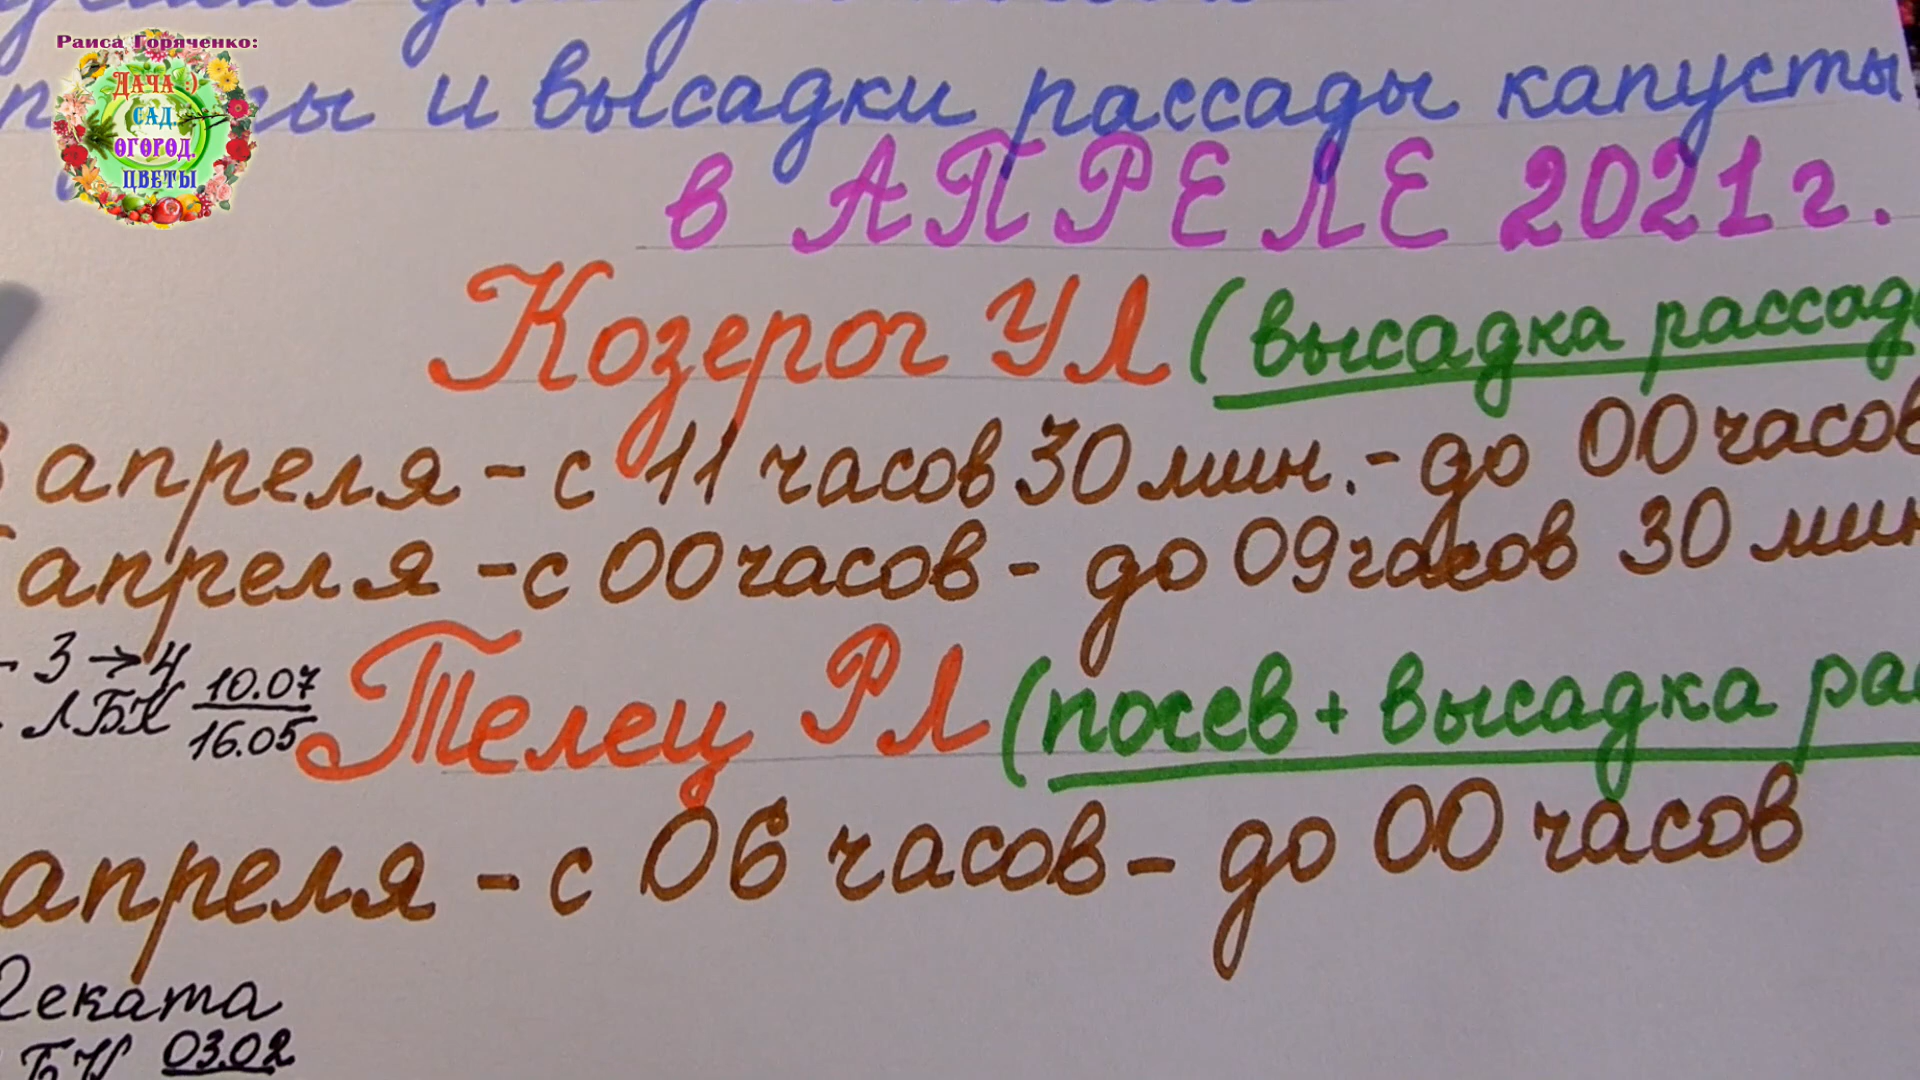 Раиса Горяченко:
Дача :)
сад.
огород.
цветы
и высадки рассады капусты
в АПРЕЛЕ 2021г.
Козерог УЛ (высадка рассад
апреля - с 11 часов 30 мин. - до 00 часов
апреля - с 00 часов - до 09 часов 30 мин
- 3 → 4
ЛБК 10.07
16.05
Телец РЛ (посев + высадка рас
апреля - с 06 часов - до 00 часов
Геката
03.02